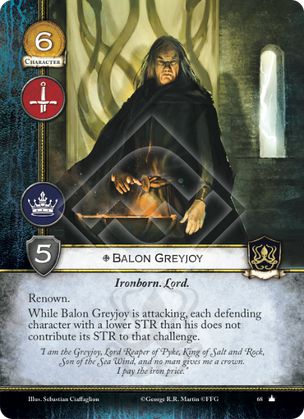 6
CHARACTER
5
BALON GREYJOY
Ironborn. Lord.
Renown.
While Balon Greyjoy is attacking, each defending
character with a lower STR than his does not
contribute its STR to that challenge.
"I am the Greyjoy, Lord Reaper of Pyke, King of Salt and Rock,
Son of the Sea Wind, and no man gives me a crown.
I pay the iron price."
Illus. Sebastian Ciaffaglion
©George R.R. Martin ©FFG
68